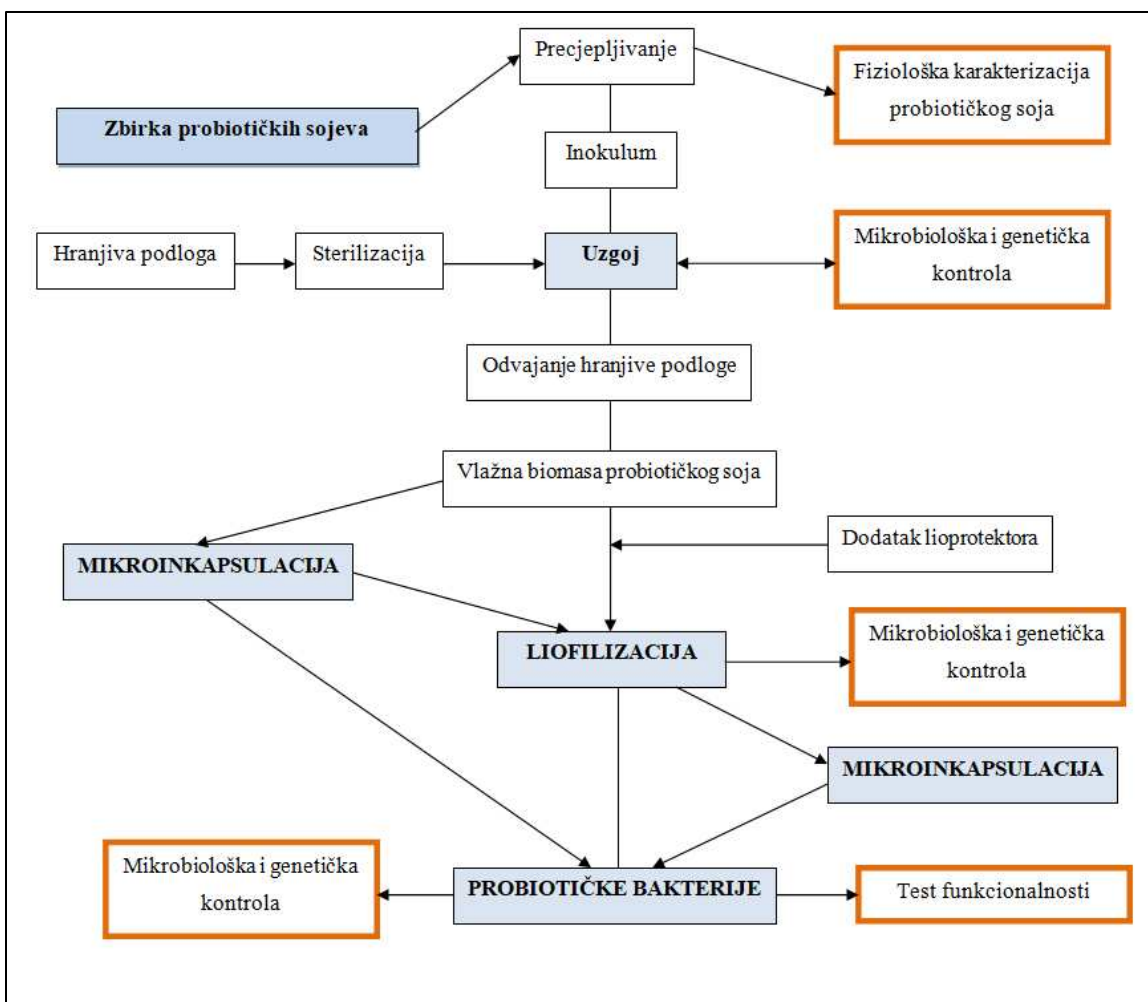 Precjepljivanje
Fiziološka karakterizacija
probiotičkog soja
Zbirka probiotičkih sojeva
Inokulum
Hranjiva podloga
Sterilizacija
Uzgoj
Mikrobiološka i genetička
kontrola
Odvajanje hranjive podloge
Vlažna biomasa probiotičkog soja
Dodatak lioprotektora
MIKROINKAPSULACIJA
LIOFILIZACIJA
Mikrobiološka i genetička
kontrola
MIKROINKAPSULACIJA
Mikrobiološka i genetička
kontrola
PROBIOTIČKE BAKTERIJE
Test funkcionalnosti